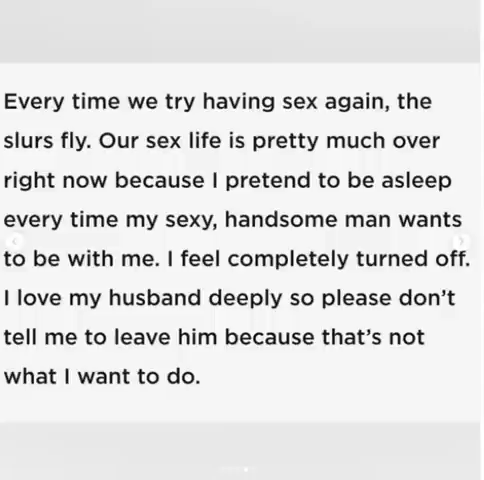 Every time we try having sex again, the
slurs fly. Our sex life is pretty much over
right now because I pretend to be asleep
every time my sexy, handsome man wants
to be with me. I feel completely turned off.
I love my husband deeply so please don’t
tell me to leave him because that’s not
what I want to do.